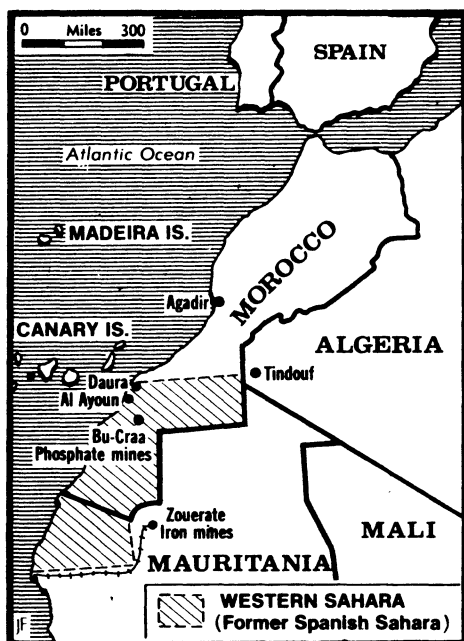 0 Miles 300
SPAIN
PORTUGAL
Atlantic Ocean
MADEIRA IS.
MOROCCO
Agadir
CANARY IS.
ALGERIA
Tindouf
Daura
Al Ayoun
Bu-Craa
Phosphate mines
Zouerate
Iron mines
MALI
MAURITANIA
WESTERN SAHARA
(Former Spanish Sahara)
JF